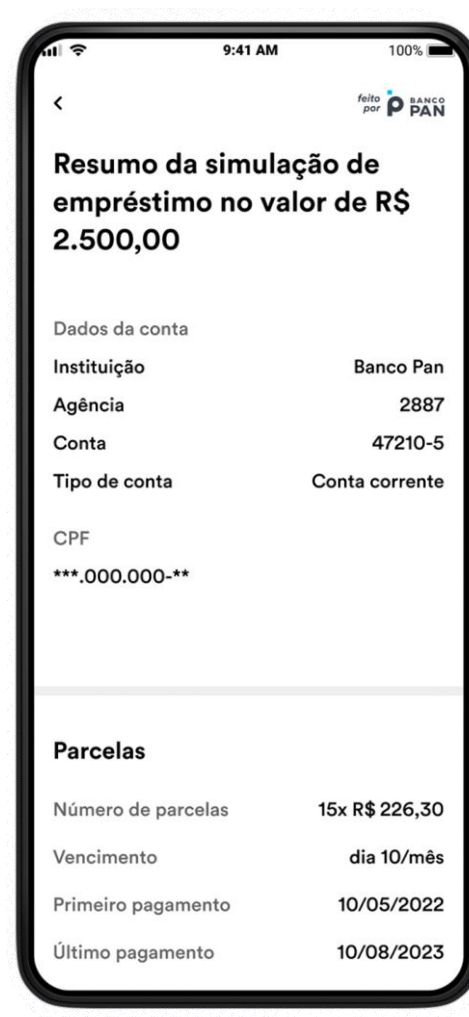 9:41 AM 100%
feito por BANCO PAN
Resumo da simulação de
empréstimo no valor de R$
2.500,00
Dados da conta
Instituição Banco Pan
Agência 2887
Conta 47210-5
Tipo de conta Conta corrente
CPF
***.000.000-**
Parcelas
Número de parcelas 15x R$ 226,30
Vencimento dia 10/mês
Primeiro pagamento 10/05/2022
Último pagamento 10/08/2023